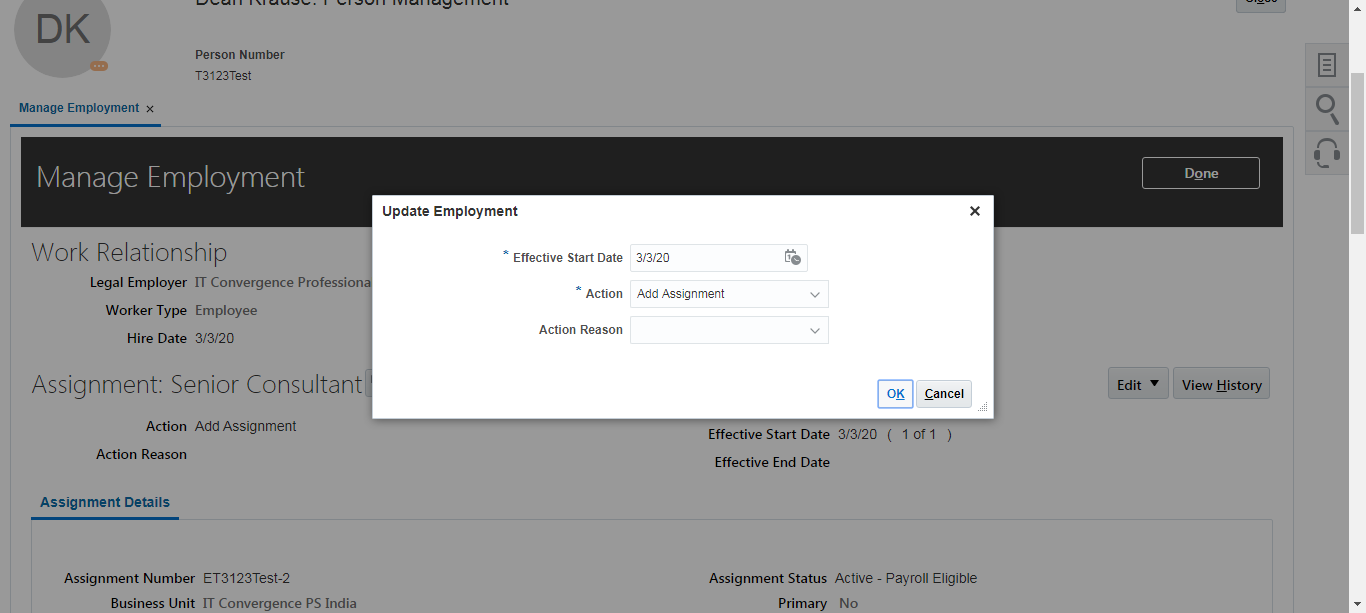 Dean Krause: Person Management
Close
DK
Person Number
T3123Test
Manage Employment ×
Manage Employment
Done
Update Employment
* Effective Start Date 3/3/20
* Action Add Assignment
Action Reason
OK Cancel
Work Relationship
Legal Employer IT Convergence Professiona
Worker Type Employee
Hire Date 3/3/20
Assignment: Senior Consultant
Edit View History
Action Add Assignment
Action Reason
Effective Start Date 3/3/20 ( 1 of 1 )
Effective End Date
Assignment Details
Assignment Number ET3123Test-2
Assignment Status Active - Payroll Eligible
Business Unit IT Convergence PS India
Primary No